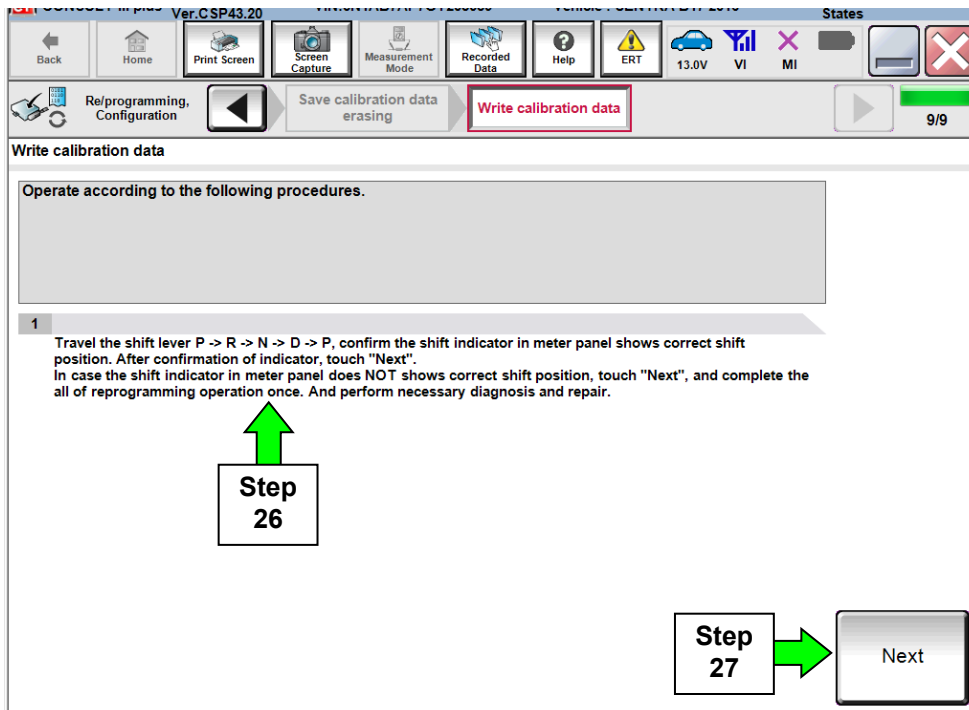 Ver.CSP43.20
States
Back
Home
Print Screen
Screen
Capture
Measurement
Mode
Recorded
Data
Help
ERT
13.0V
VI
MI
Re/programming,
Configuration
Save calibration data
erasing
Write calibration data
9/9
Write calibration data
Operate according to the following procedures.
1
Travel the shift lever P -> R -> N -> D -> P, confirm the shift indicator in meter panel shows correct shift
position. After confirmation of indicator, touch "Next".
In case the shift indicator in meter panel does NOT shows correct shift position, touch "Next", and complete the
all of reprogramming operation once. And perform necessary diagnosis and repair.
Step
26
Step
27
Next